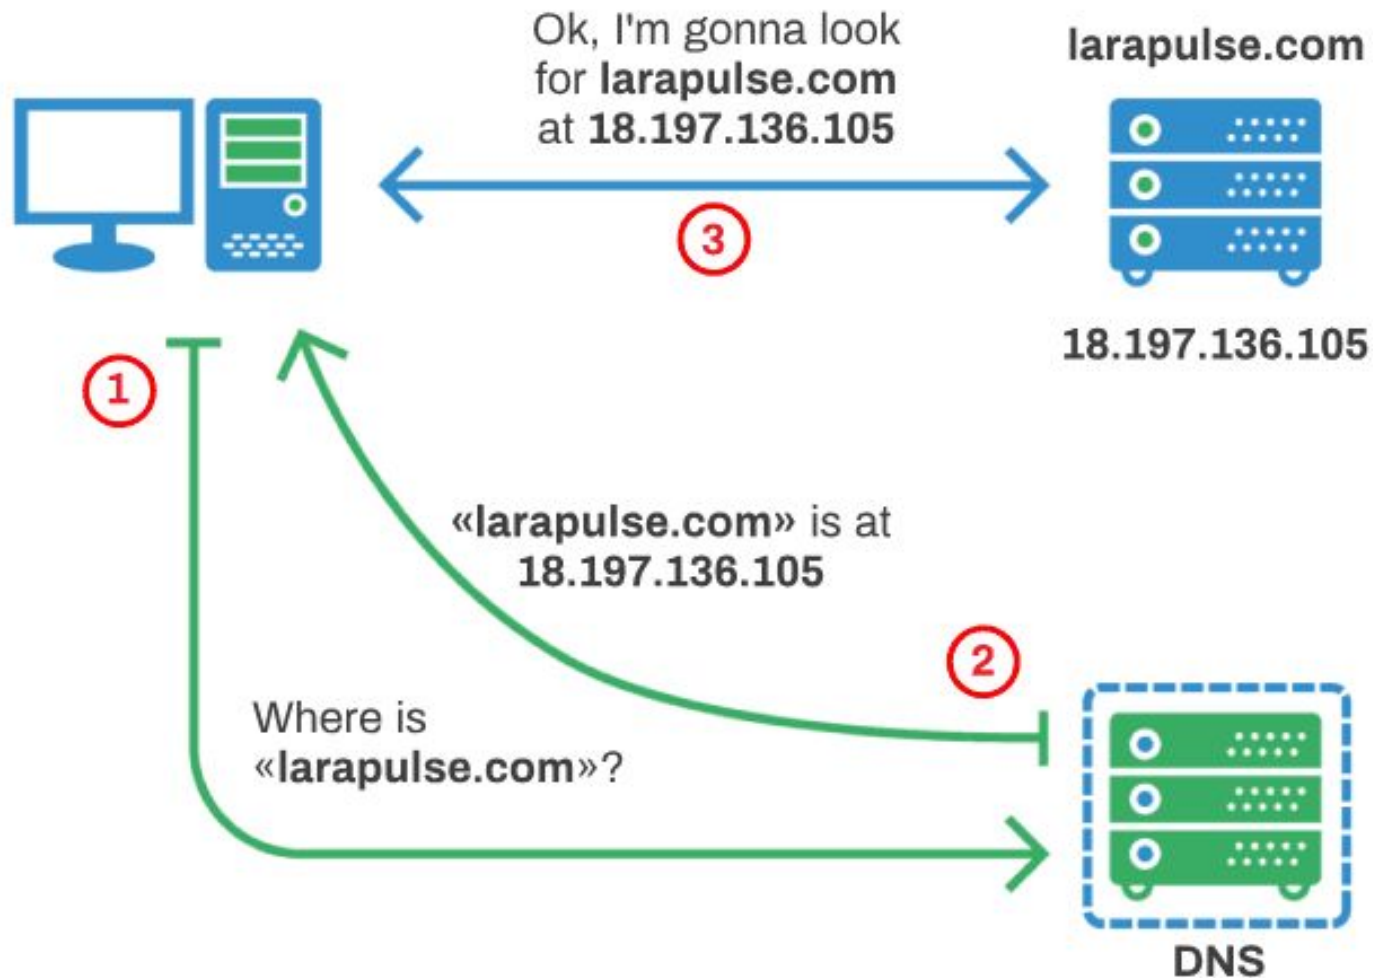 Ok, I'm gonna look
for larapulse.com
at 18.197.136.105
larapulse.com
3
18.197.136.105
1
«larapulse.com» is at
18.197.136.105
2
Where is
«larapulse.com»?
DNS